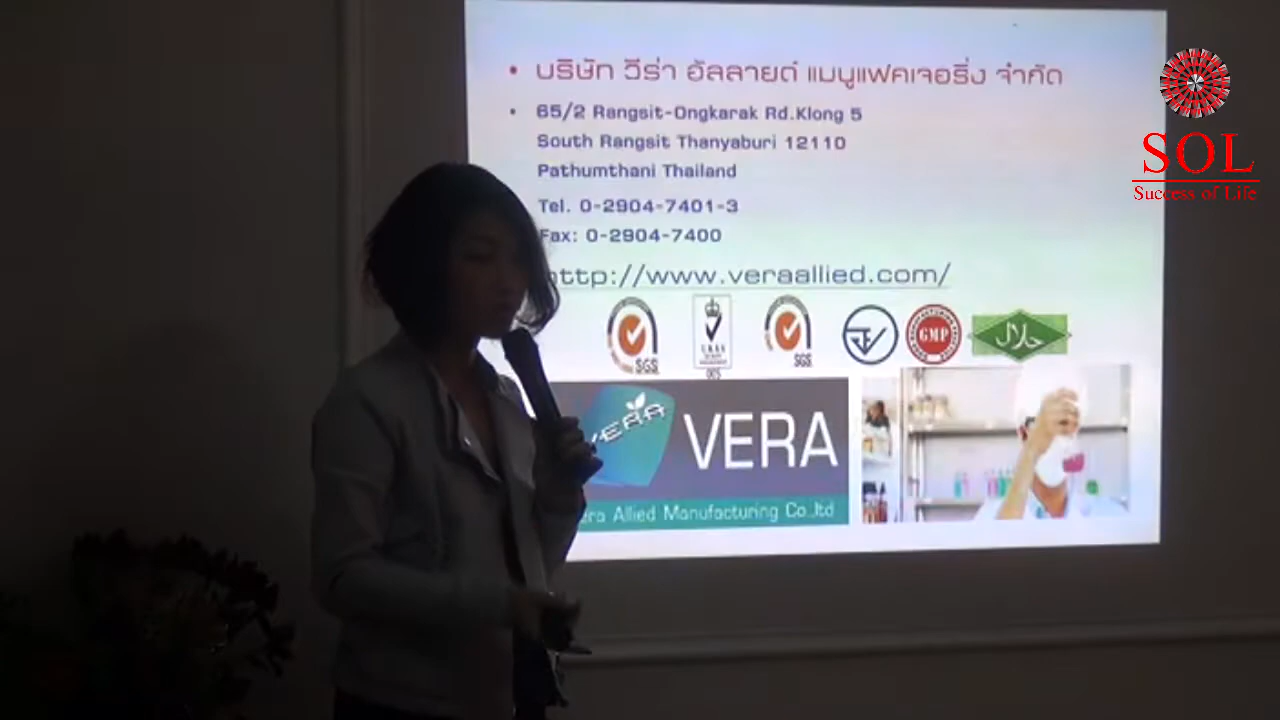 บริษัท วีร่า อัลลายด์ แมนูแฟคเจอริ่ง จำกัด
65/2 Rangsit-Ongkarak Rd.Klong 5
South Rangsit Thanyaburi 12110
Pathumthani Thailand
Tel. 0-2904-7401-3
Fax: 0-2904-7400
http://www.veraallied.com/
SOL
Success of Life
SGS
UKAS
SGS
GMP
حلال
VERA
VERA
era Allied Manufacturing Co.,ltd